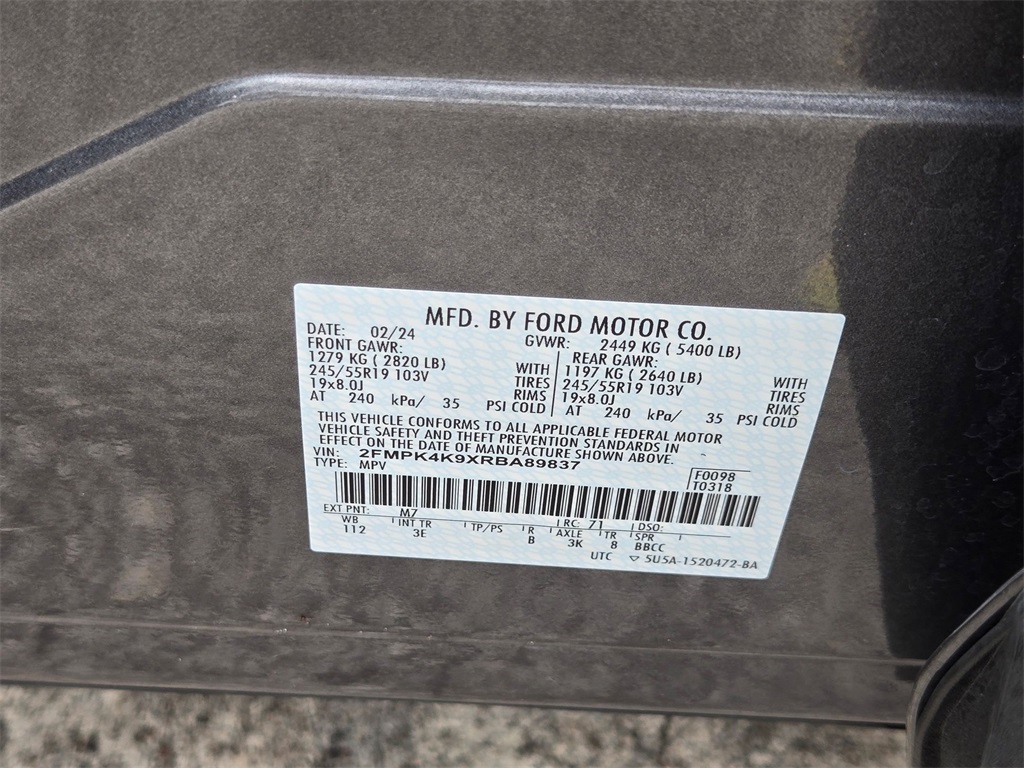 MFD. BY FORD MOTOR CO.
DATE: 02/24 GVWR: 2449 KG ( 5400 LB)
FRONT GAWR: REAR GAWR:
1279 KG ( 2820 LB) WITH 1197 KG ( 2640 LB) WITH
245/55R19 103V TIRES 245/55R19 103V TIRES
19x8.0J RIMS 19x8.0J RIMS
AT 240 kPa/ 35 PSI COLD AT 240 kPa/ 35 PSI COLD
THIS VEHICLE CONFORMS TO ALL APPLICABLE FEDERAL MOTOR
VEHICLE SAFETY AND THEFT PREVENTION STANDARDS IN
EFFECT ON THE DATE OF MANUFACTURE SHOWN ABOVE.
VIN: 2FMPK4K9XRBA89837
TYPE: MPV
F0098
T0318
EXT PNT: M7 RC: 71 DSO:
WB INT TR TP/PS R AXLE TR SPR
112 3E B 3K 8 BBCC
UTC ▽ 5U5A-1520472-BA